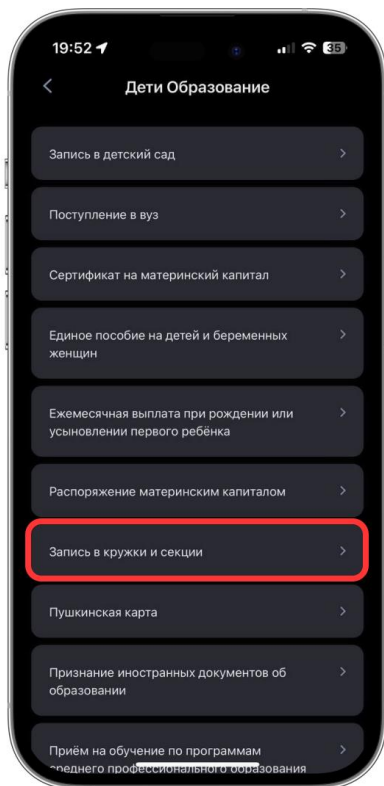 19:52
35
Дети Образование
Запись в детский сад
Поступление в вуз
Сертификат на материнский капитал
Единое пособие на детей и беременных
женщин
Ежемесячная выплата при рождении или
усыновлении первого ребёнка
Распоряжение материнским капиталом
Запись в кружки и секции
Пушкинская карта
Признание иностранных документов об
образовании
Приём на обучение по программам
среднего профессионального образования